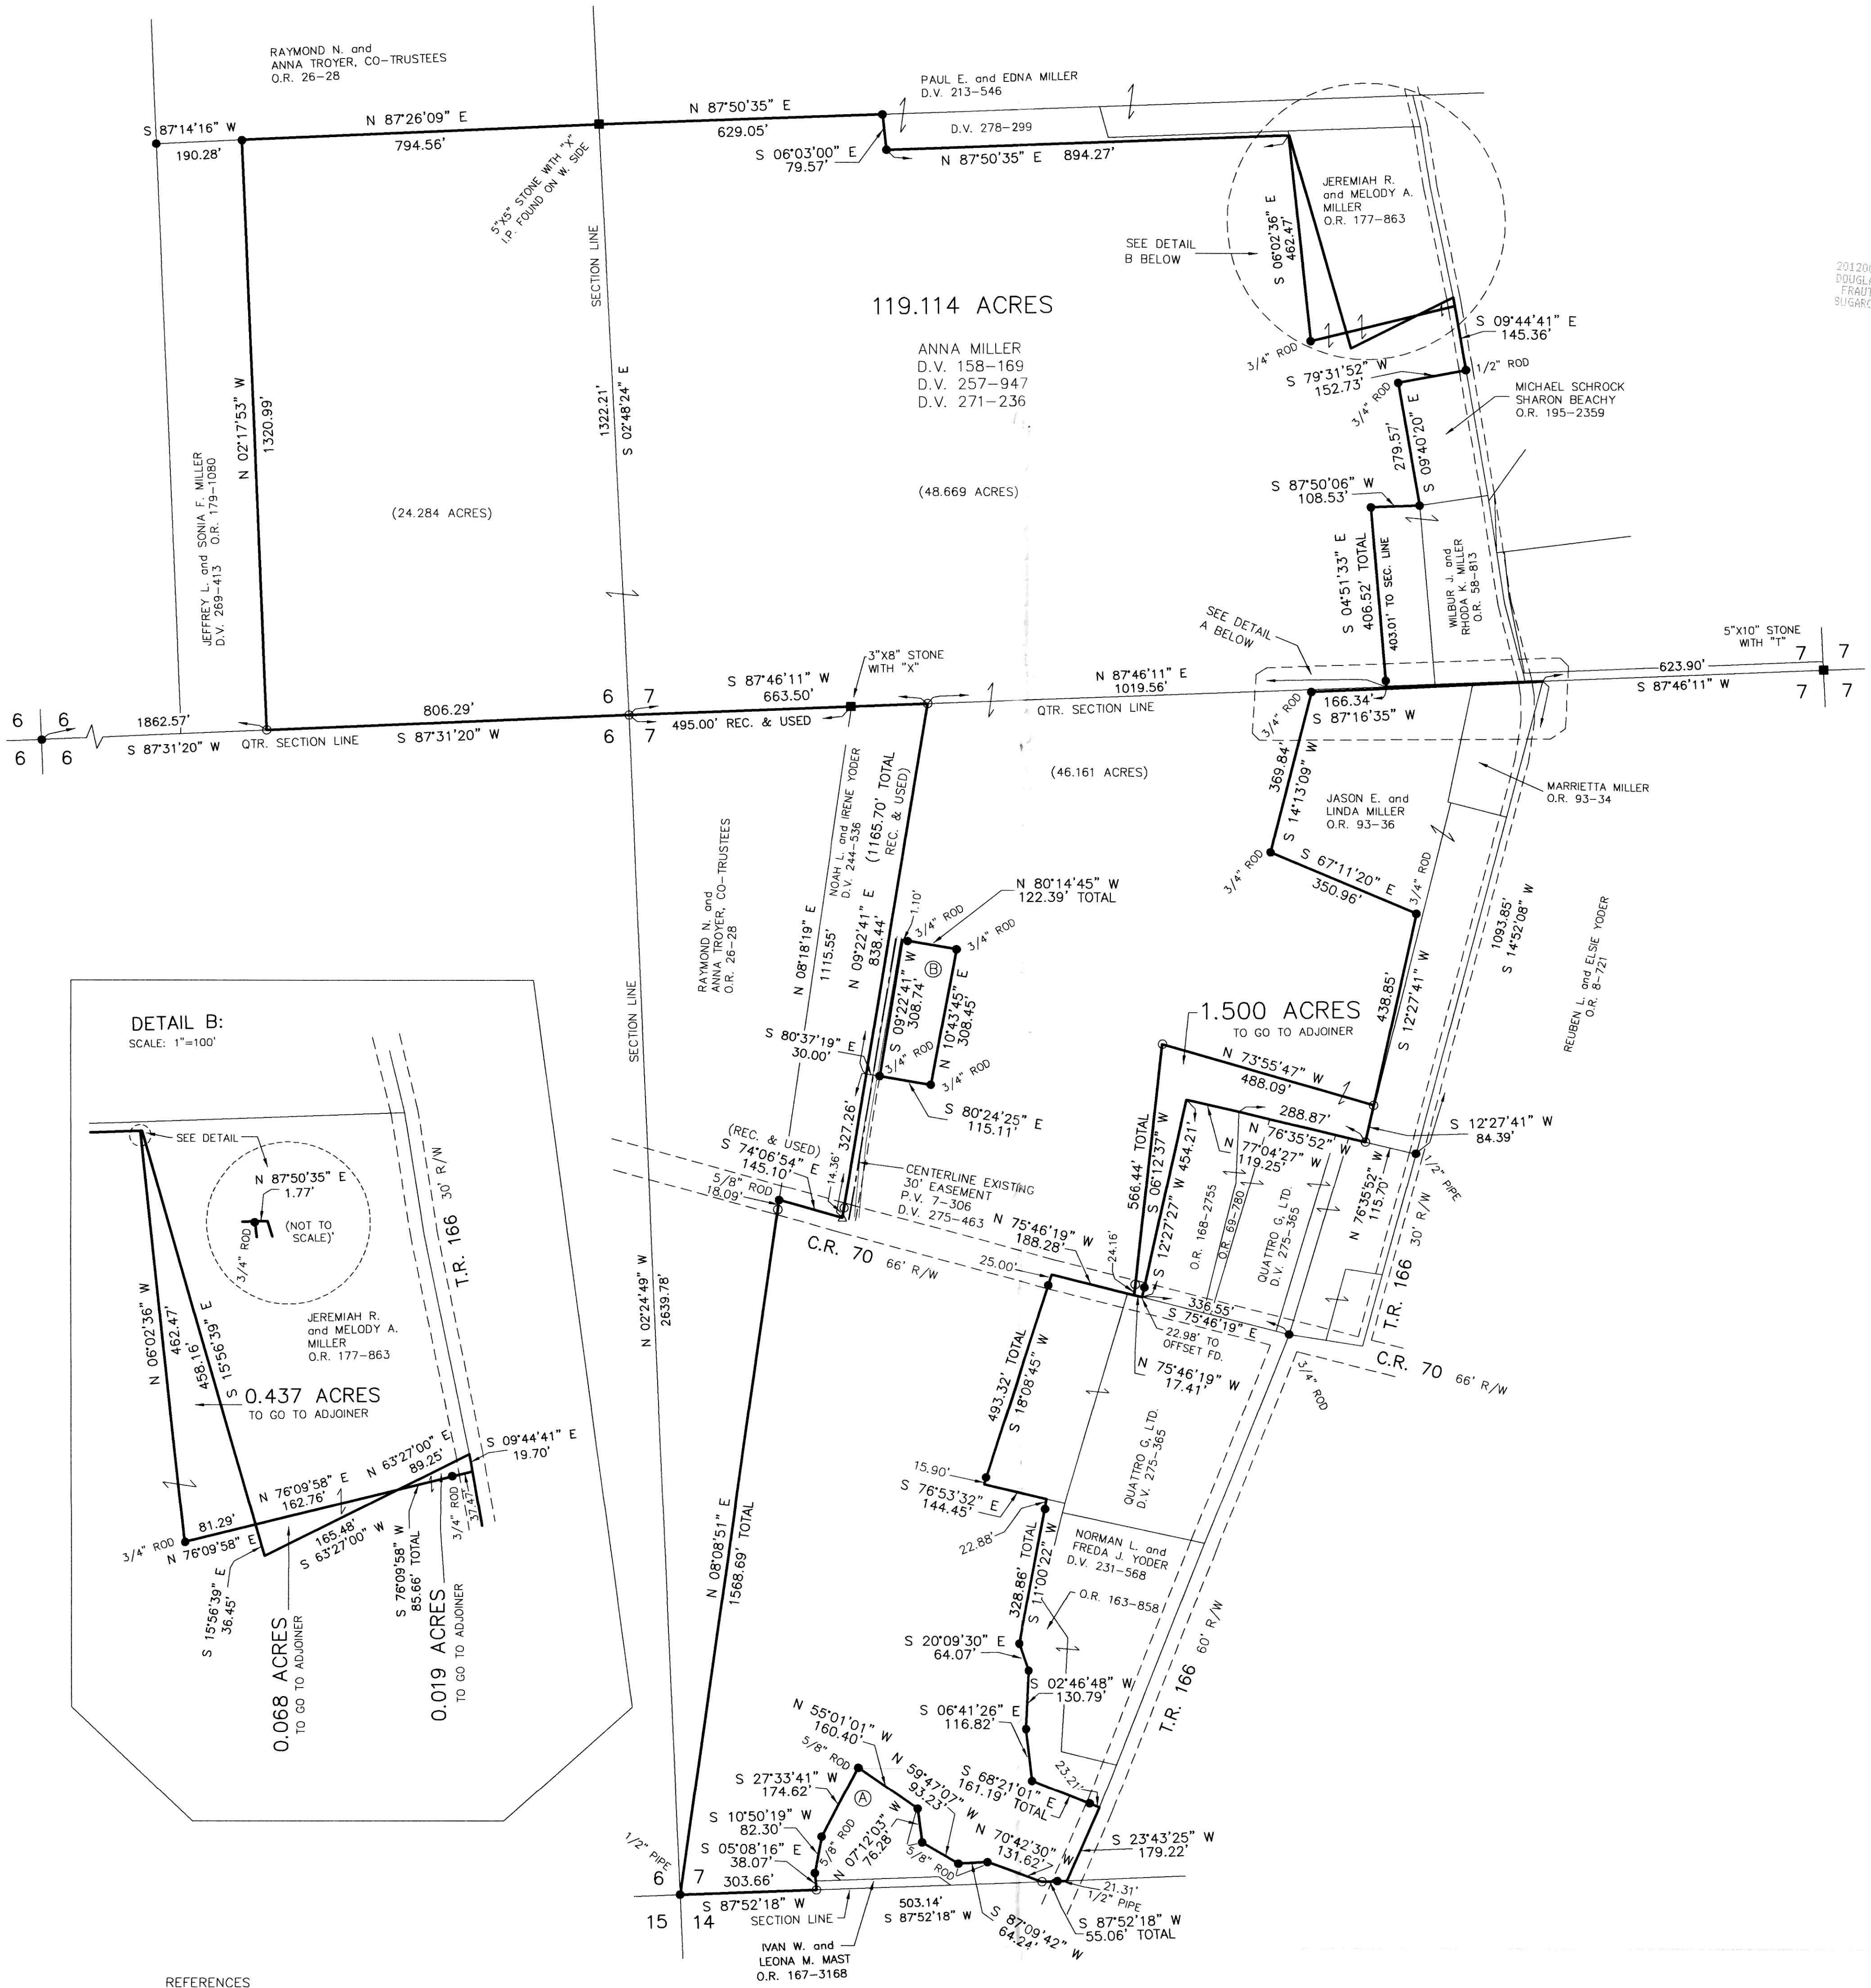 RAYMOND N. and
ANNA TROYER, CO-TRUSTEES
O.R. 26-28
PAUL E. and EDNA MILLER
D.V. 213-546
S 87°14'16" W
190.28'
N 87°26'09" E
794.56'
N 87°50'35" E
629.05'
D.V. 278-299
S 06°03'00" E
79.57'
N 87°50'35" E 894.27'
5"X5" STONE WITH "X"
I.P. FOUND ON W. SIDE
JEREMIAH R.
and MELODY A.
MILLER
O.R. 177-863
S 06°02'36" E
462.47'
SEE DETAIL
B BELOW
SECTION LINE
201200
DOUGLA
FRAUT
SUGARC
119.114 ACRES
ANNA MILLER
D.V. 158-169
D.V. 257-947
D.V. 271-236
S 09°44'41" E
145.36'
3/4" ROD
S 79°31'52" W
152.73'
1/2" ROD
3/4" ROD
MICHAEL SCHROCK
SHARON BEACHY
O.R. 195-2359
N 02°17'53" W
1320.99'
1322.21'
S 02°48'24" E
279.57'
S 09°40'20" E
JEFFREY L. and SONIA F. MILLER
D.V. 269-413 O.R. 179-1080
(24.284 ACRES)
(48.669 ACRES)
S 87°50'06" W
108.53'
S 04°51'33" E
406.52' TOTAL
403.01' TO SEC. LINE
WILBUR J. and
RHODA K. MILLER
O.R. 58-813
SEE DETAIL
A BELOW
5"X10" STONE
WITH "T"
7 7
7 7
3"X8" STONE
WITH "X"
S 87°46'11" W
663.50'
N 87°46'11" E
1019.56'
623.90'
S 87°46'11" W
166.34'
S 87°16'35" W
QTR. SECTION LINE
6 7
6 7
495.00' REC. & USED
806.29'
S 87°31'20" W
1862.57'
S 87°31'20" W QTR. SECTION LINE
6 6
6 6
3/4" ROD
369.84'
S 14°13'09" W
(46.161 ACRES)
JASON E. and
LINDA MILLER
O.R. 93-36
MARRIETTA MILLER
O.R. 93-34
RAYMOND N. and
ANNA TROYER, CO-TRUSTEES
O.R. 26-28
NOAH L. and IRENE YODER
D.V. 244-536
(1165.70' TOTAL
REC. & USED)
N 08°18'19" E
1115.55'
N 09°22'41" E
838.44'
1.10'
N 80°14'45" W
122.39' TOTAL
3/4" ROD
3/4" ROD
3/4" ROD
S 67°11'20" E
350.96'
3/4" ROD
1093.85'
S 14°52'08" W
REUBEN L. and ELSIE YODER
O.R. 8-721
SECTION LINE
B
S 09°22'41" W
308.74'
N 10°43'45" E
308.45'
S 80°37'19" E
30.00'
3/4" ROD
3/4" ROD
S 80°24'25" E
115.11'
438.85'
S 12°27'41" W
1.500 ACRES
TO GO TO ADJOINER
N 73°55'47" W
488.09'
S 12°27'41" W
84.39'
288.87'
N 76°35'52" W
N 77°04'27" W
119.25'
566.44' TOTAL
S 06°12'37" W
454.21'
S 12°27'27" W
O.R. 168-2755
O.R. 69-780
QUATTRO G, LTD.
D.V. 275-365
N 76°35'52" W
115.70'
1/2" PIPE
T.R. 166 30' R/W
(REC. & USED)
S 74°06'54" E
145.10'
14.36'
327.26'
CENTERLINE EXISTING
30' EASEMENT
P.V. 7-306
D.V. 275-463
5/8" ROD
18.09'
C.R. 70 66' R/W
N 75°46'19" W
188.28'
25.00'
24.16'
336.55'
S 75°46'19" E
22.98' TO
OFFSET FD.
N 75°46'19" W
17.41'
3/4" ROD
C.R. 70 66' R/W
N 02°24'49" W
2639.78'
493.32' TOTAL
S 18°08'45" W
QUATTRO G, LTD.
D.V. 275-365
15.90'
S 76°53'32" E
144.45'
22.88'
N 08°08'51" E
1568.69' TOTAL
328.86' TOTAL
S 11°00'22" W
NORMAN L. and
FREDA J. YODER
D.V. 231-568
O.R. 163-858
S 20°09'30" E
64.07'
S 02°46'48" W
130.79'
T.R. 166 60' R/W
S 06°41'26" E
116.82'
N 55°01'01" W
160.40'
5/8" ROD
S 68°21'01" E
161.19' TOTAL
23.21'
S 27°33'41" W
174.62'
A
N 59°47'07" W
93.23'
S 10°50'19" W
82.30'
5/8" ROD
N 07°12'03" W
76.28'
N 70°42'30" W
131.62'
S 23°43'25" W
179.22'
S 05°08'16" E
38.07'
5/8" ROD
1/2" PIPE
6 7
15 14
303.66'
S 87°52'18" W
SECTION LINE
503.14'
S 87°52'18" W
S 87°09'42" W
64.24'
21.31'
1/2" PIPE
S 87°52'18" W
55.06' TOTAL
IVAN W. and
LEONA M. MAST
O.R. 167-3168
DETAIL B:
SCALE: 1"=100'
SEE DETAIL
N 87°50'35" E
1.77'
(NOT TO
SCALE)'
3/4" ROD
T.R. 166 30' R/W
N 06°02'36" W
462.47'
458.16'
S 15°56'39" E
JEREMIAH R.
and MELODY A.
MILLER
O.R. 177-863
0.437 ACRES
TO GO TO ADJOINER
S 09°44'41" E
19.70'
N 63°27'00" E
89.25'
N 76°09'58" E
162.76'
81.29'
3/4" ROD
N 76°09'58" E
165.48'
S 63°27'00" W
3/4" ROD
37.47'
S 76°09'58" W
85.66' TOTAL
S 15°56'39" E
36.45'
0.068 ACRES
TO GO TO ADJOINER
0.019 ACRES
TO GO TO ADJOINER
REFERENCES